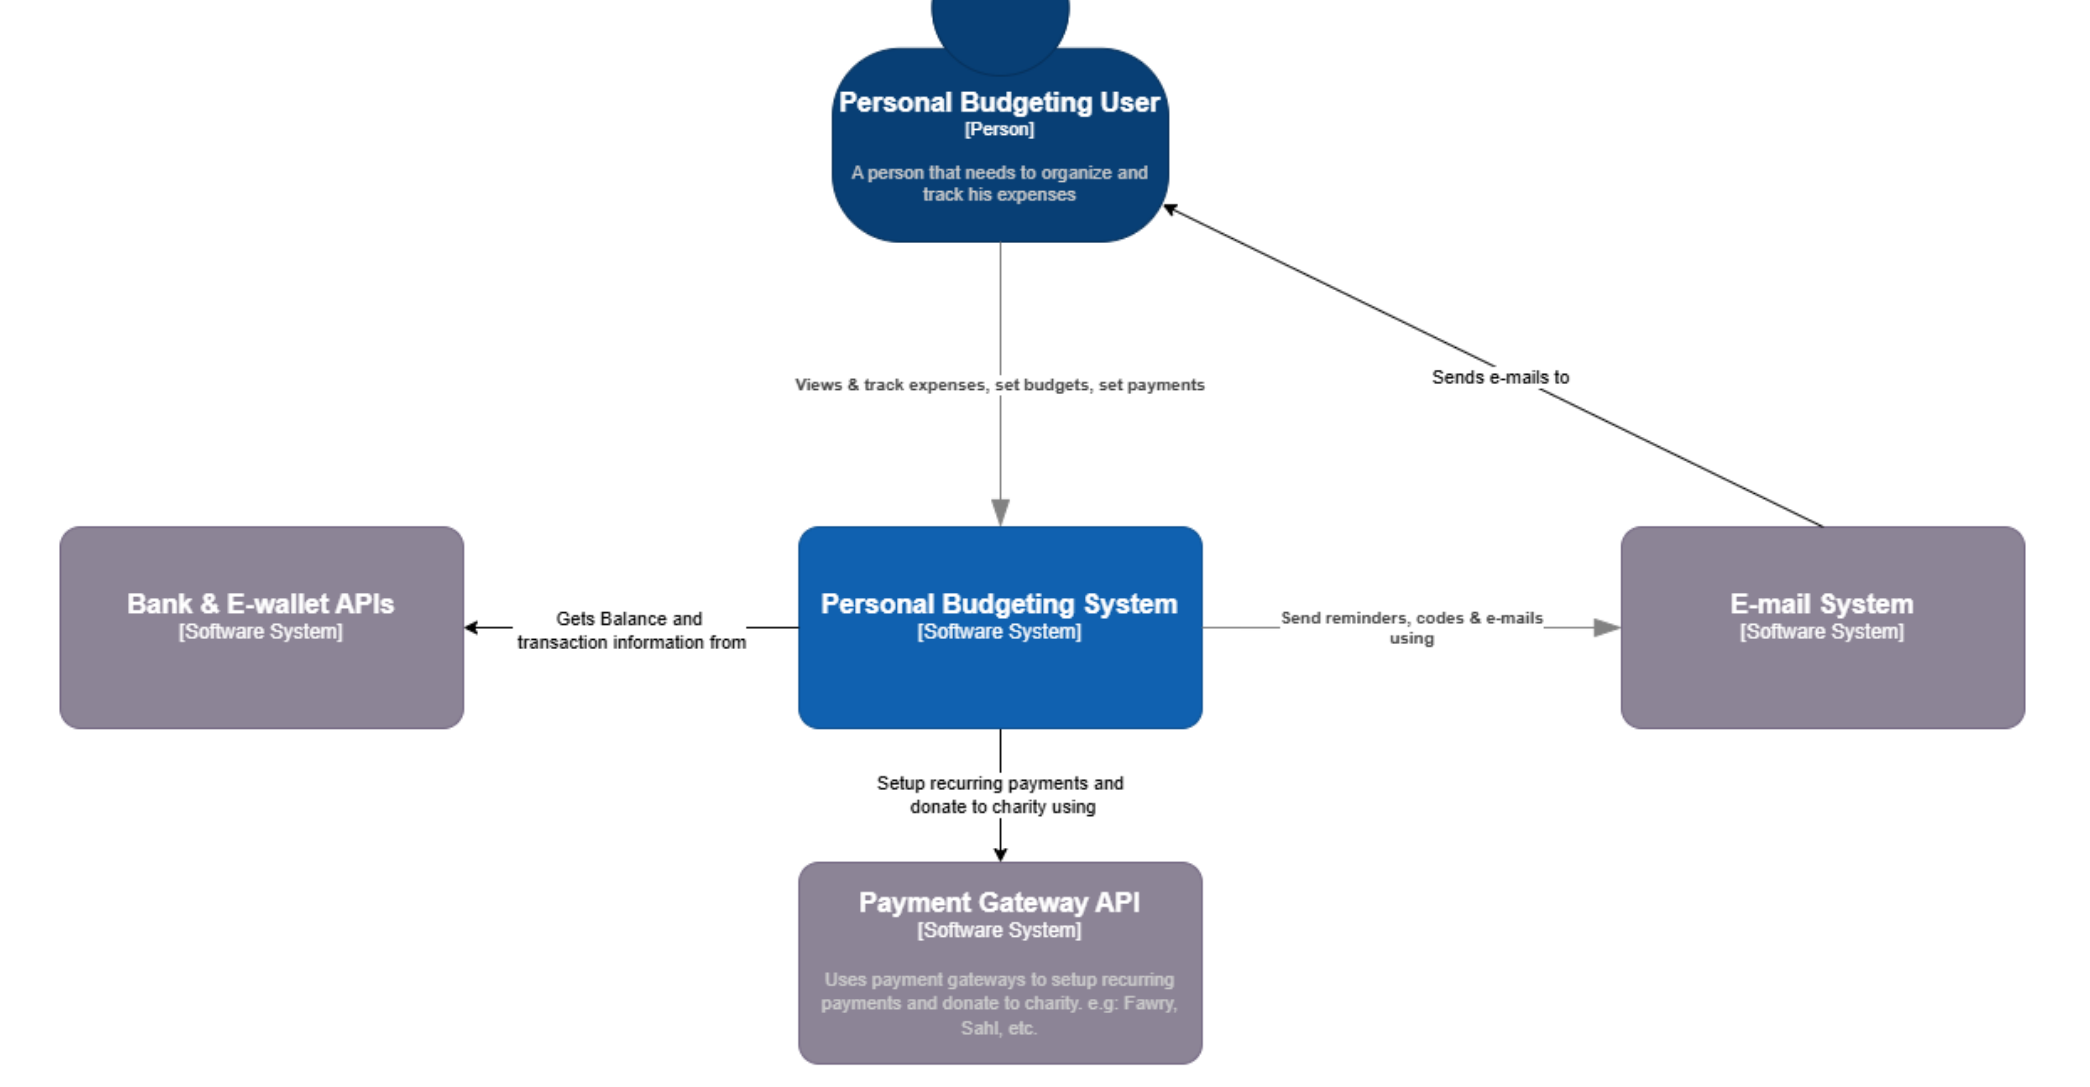 Personal Budgeting User
[Person]
A person that needs to organize and
track his expenses
Views & track expenses, set budgets, set payments
Sends e-mails to
Bank & E-wallet APIs
[Software System]
Gets Balance and
transaction information from
Personal Budgeting System
[Software System]
Send reminders, codes & e-mails
using
E-mail System
[Software System]
Setup recurring payments and
donate to charity using
Payment Gateway API
[Software System]
Uses payment gateways to setup recurring
payments and donate to charity. e.g: Fawry,
Sahl, etc.